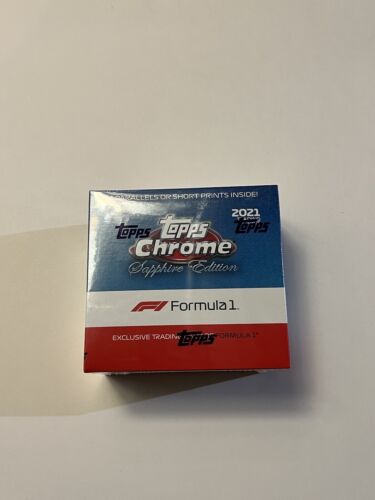 PARALLELS OR SHORT PRINTS INSIDE!
2021
Topps Topps Topps
Chrome
Sapphire Edition
F1 Formula 1
EXCLUSIVE TRADING Topps FORMULA 1®